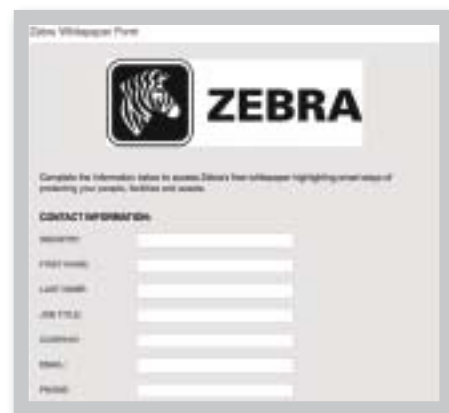 Zebra Whitepaper Form
ZEBRA
Complete the information below to access Zebra's free whitepaper highlighting smart ways of
protecting your people, facilities and assets.
CONTACT INFORMATION:
INDUSTRY:
FIRST NAME:
LAST NAME:
JOB TITLE:
COMPANY:
EMAIL:
PHONE: